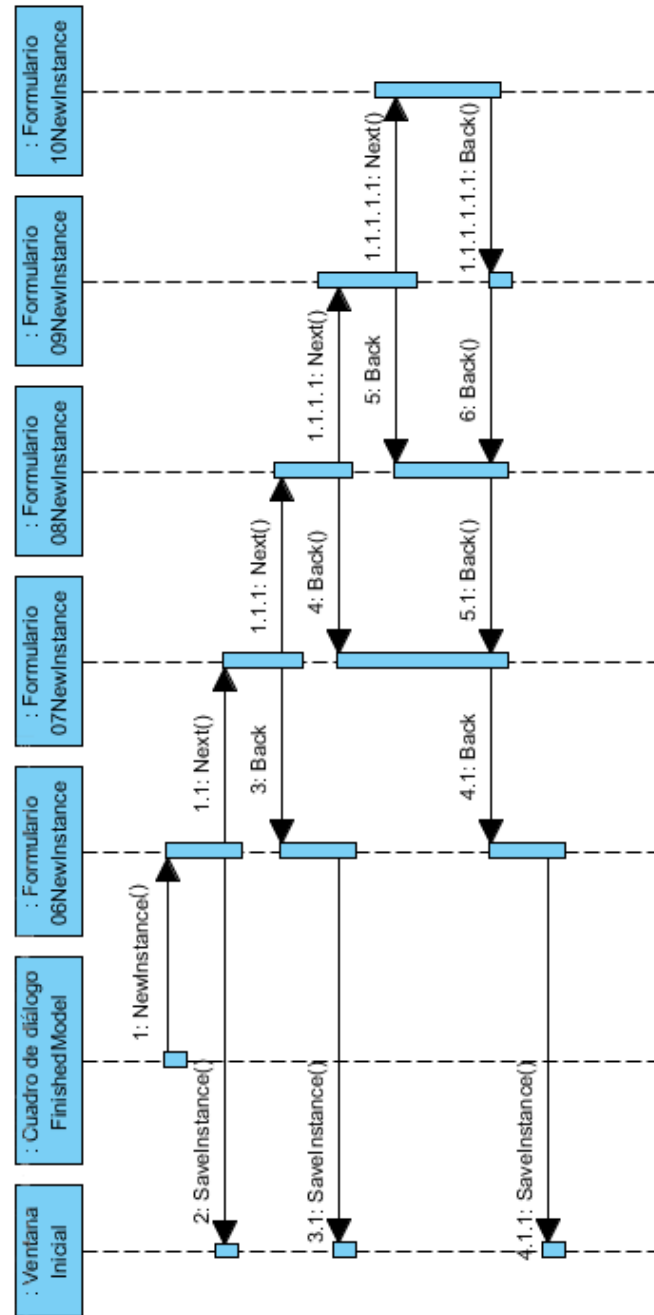 : Ventana
Inicial
: Cuadro de diálogo
FinishedModel
: Formulario
06NewInstance
: Formulario
07NewInstance
: Formulario
08NewInstance
: Formulario
09NewInstance
: Formulario
10NewInstance
1: NewInstance()
2: SaveInstance()
1.1: Next()
3: Back
1.1.1: Next()
3.1: SaveInstance()
4: Back()
1.1.1.1: Next()
5: Back
1.1.1.1.1: Next()
4.1: Back
5.1: Back()
6: Back()
1.1.1.1.1.1: Back()
4.1.1: SaveInstance()